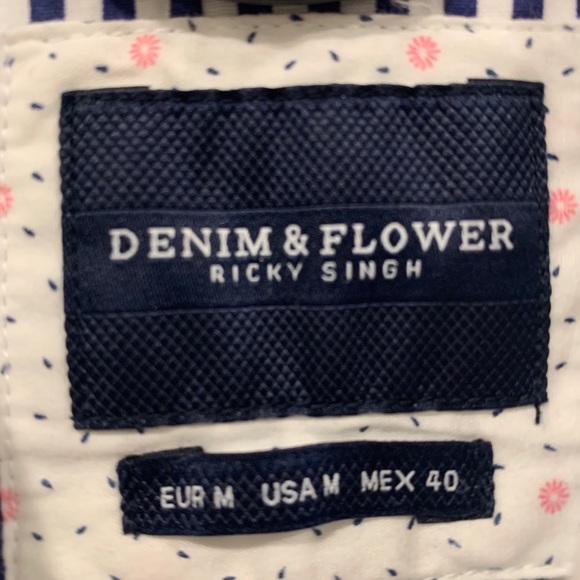 DENIM & FLOWER
RICKY SINGH
EUR M USA M MEX 40